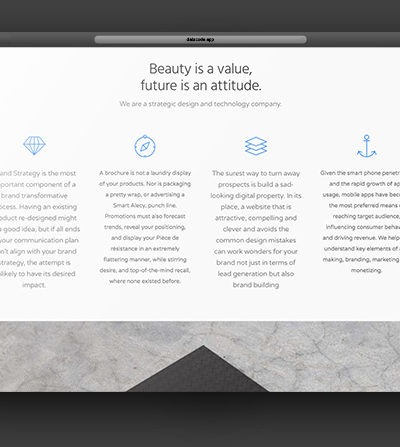 Beauty is a value,
future is an attitude.
We are a strategic design and technology company.
and Strategy is the most
portant component of a
brand transformative
ocess. Having an existing
oduct re-designed might
good idea, but if all ends
our communication plan
n't align with your brand
strategy, the attempt is
likely to have its desired
impact.
A brochure is not a laundry display
of your products. Nor is packaging
a pretty wrap, or advertising a
Smart Alecy, punch line.
Promotions must also forecast
trends, reveal your positioning,
and display your Piece de
resistance in an extremely
flattering manner, while stirring
desire, and top-of-the-mind recall,
where none existed before.
The surest way to turn away
prospects is build a sad-
looking digital property. In its
place, a website that is
attractive, compelling and
clever and avoids the
common design mistakes
can work wonders for your
brand not just in terms of
lead generation but also
brand building
Given the smart phone penetr
and the rapid growth of ap
usage, mobile apps have bec
the most preferred means
reaching target audience,
influencing consumer behav
and driving revenue. We help
understand key elements of a
making, branding, marketing
monetizing.